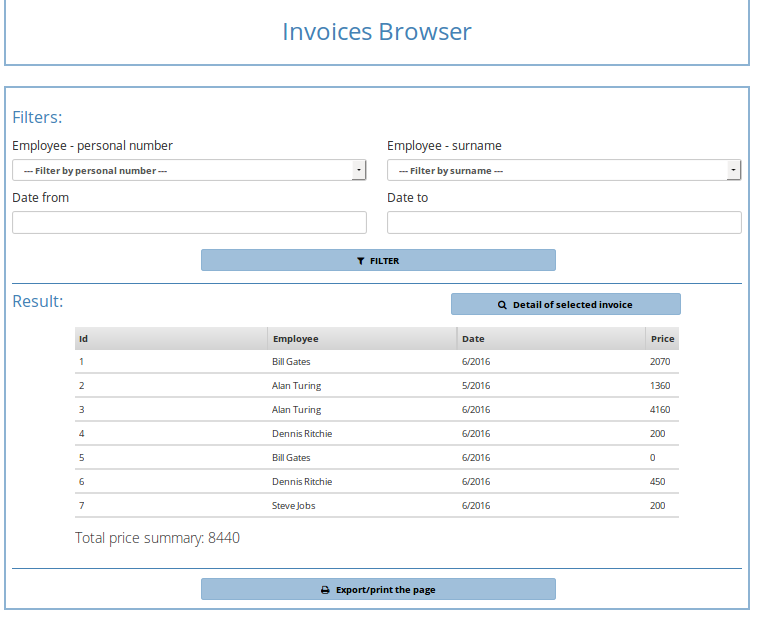 Invoices Browser
Filters:
Employee - personal number Employee - surname
--- Filter by personal number --- --- Filter by surname ---
Date from Date to
FILTER
Result: Detail of selected invoice
Id Employee Date Price
1 Bill Gates 6/2016 2070
2 Alan Turing 5/2016 1360
3 Alan Turing 6/2016 4160
4 Dennis Ritchie 6/2016 200
5 Bill Gates 6/2016 0
6 Dennis Ritchie 6/2016 450
7 Steve Jobs 6/2016 200
Total price summary: 8440
Export/print the page